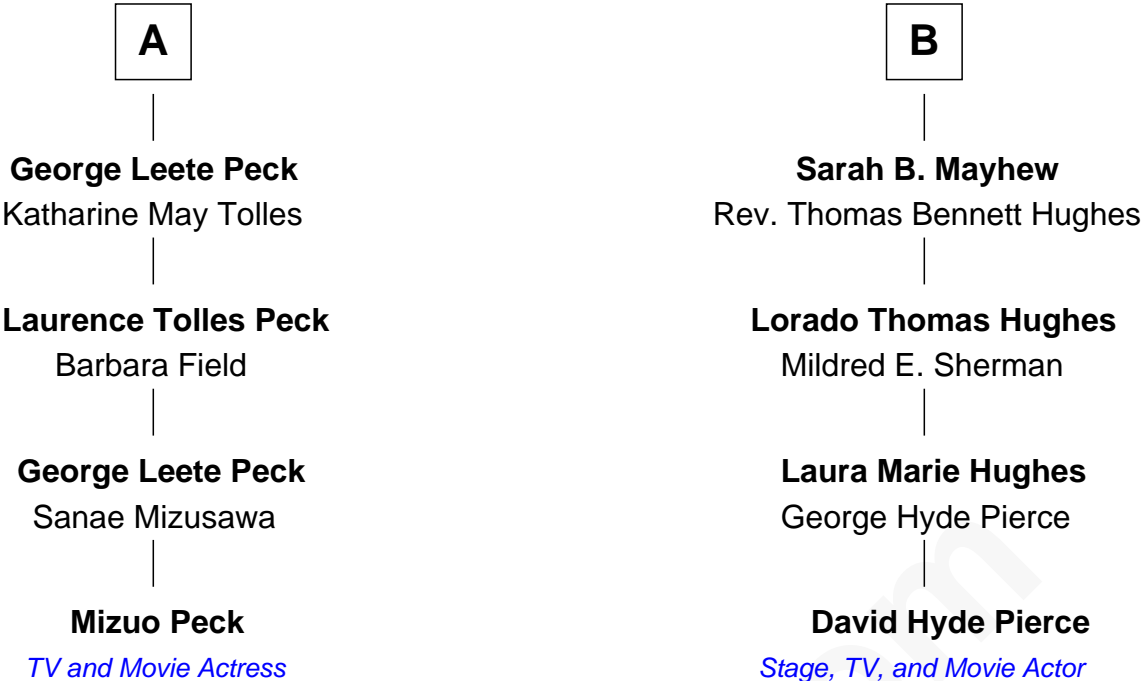 A
George Leete Peck
Katharine May Tolles
Laurence Tolles Peck
Barbara Field
George Leete Peck
Sanae Mizusawa
Mizuo Peck
TV and Movie Actress
B
Sarah B. Mayhew
Rev. Thomas Bennett Hughes
Lorado Thomas Hughes
Mildred E. Sherman
Laura Marie Hughes
George Hyde Pierce
David Hyde Pierce
Stage, TV, and Movie Actor